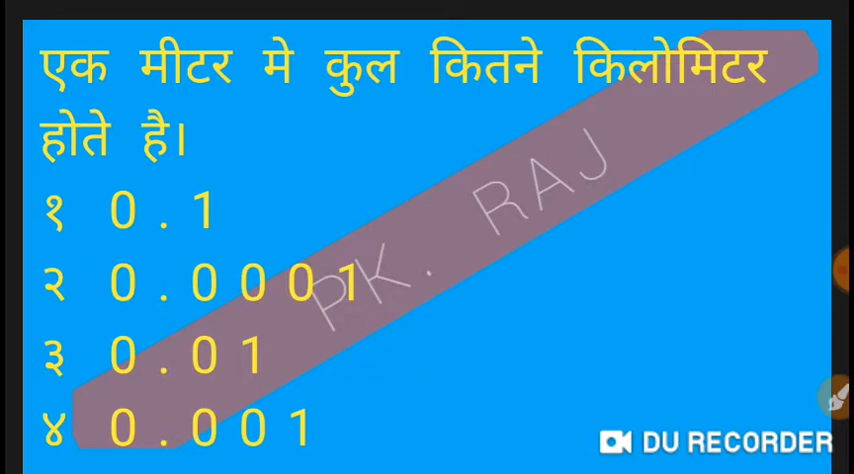 एक मीटर मे कुल कितने किलोमिटर
होते है।
१ 0.1
२ 0.0001
३ 0.01
४ 0.001
PK. RAJ
DU RECORDER